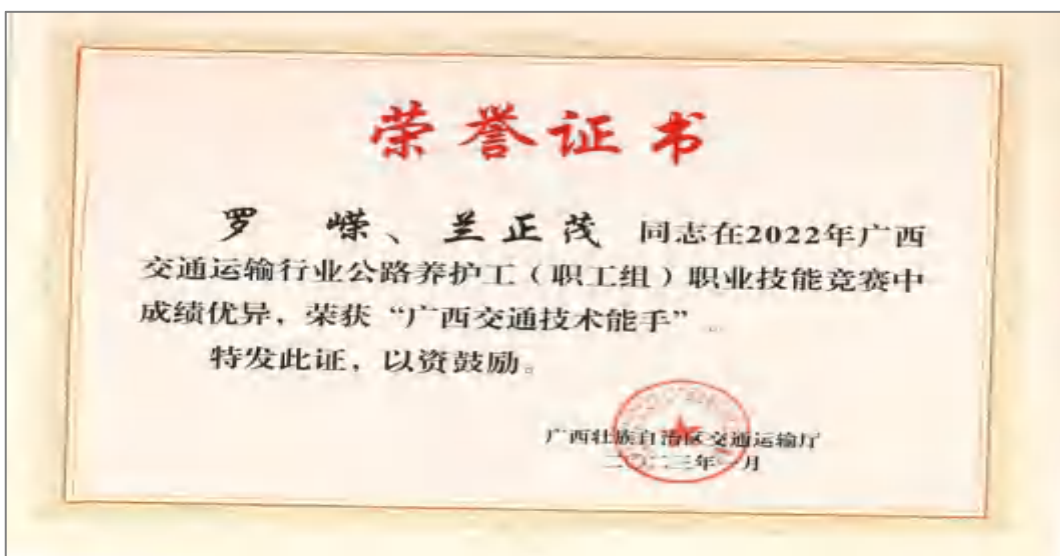 荣誉证书
罗 嵘、兰正茂 同志在2022年广西
交通运输行业公路养护工（职工组）职业技能竞赛中
成绩优异，荣获“广西交通技术能手”。
特发此证，以资鼓励。
广西壮族自治区交通运输厅
二〇二三年一月